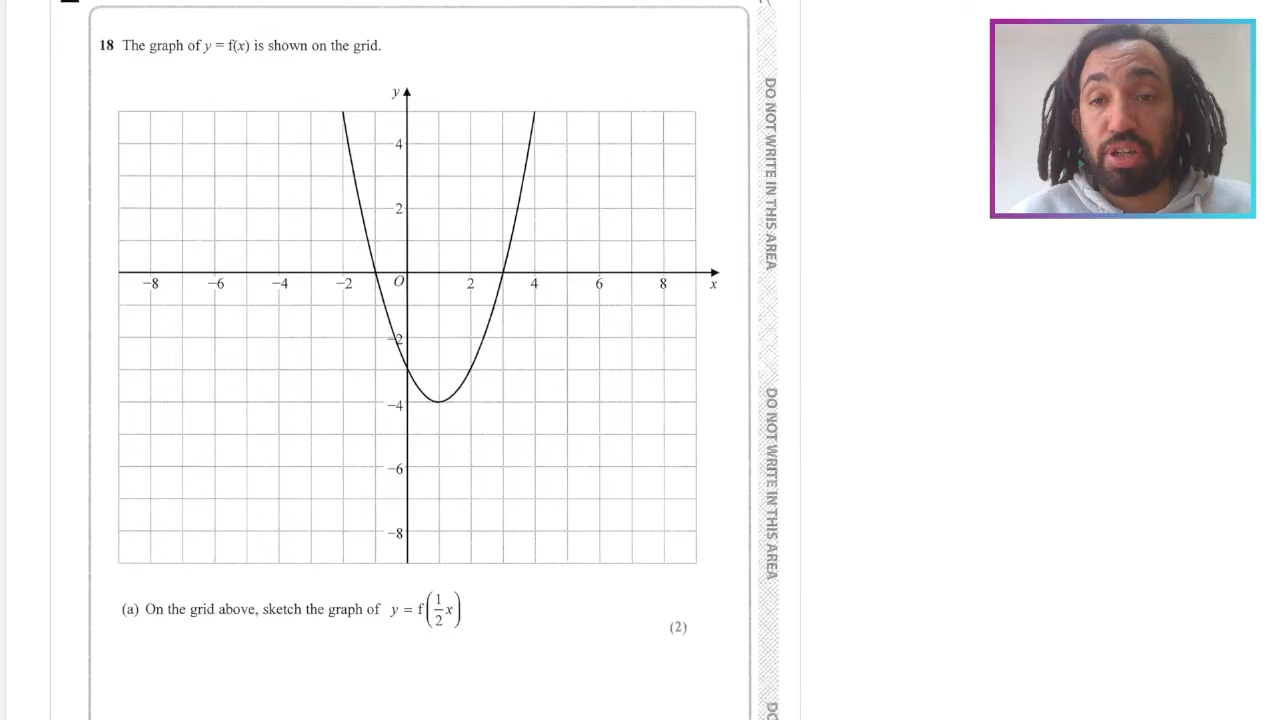 18 The graph of y = f(x) is shown on the grid.
y
4
2
−8 −6 −4 −2 O 2 4 6 8 x
−2
−4
−6
−8
(a) On the grid above, sketch the graph of y = f(1/2 x)
(2)
DO NOT WRITE IN THIS AREA
DO NOT WRITE IN THIS AREA
DO